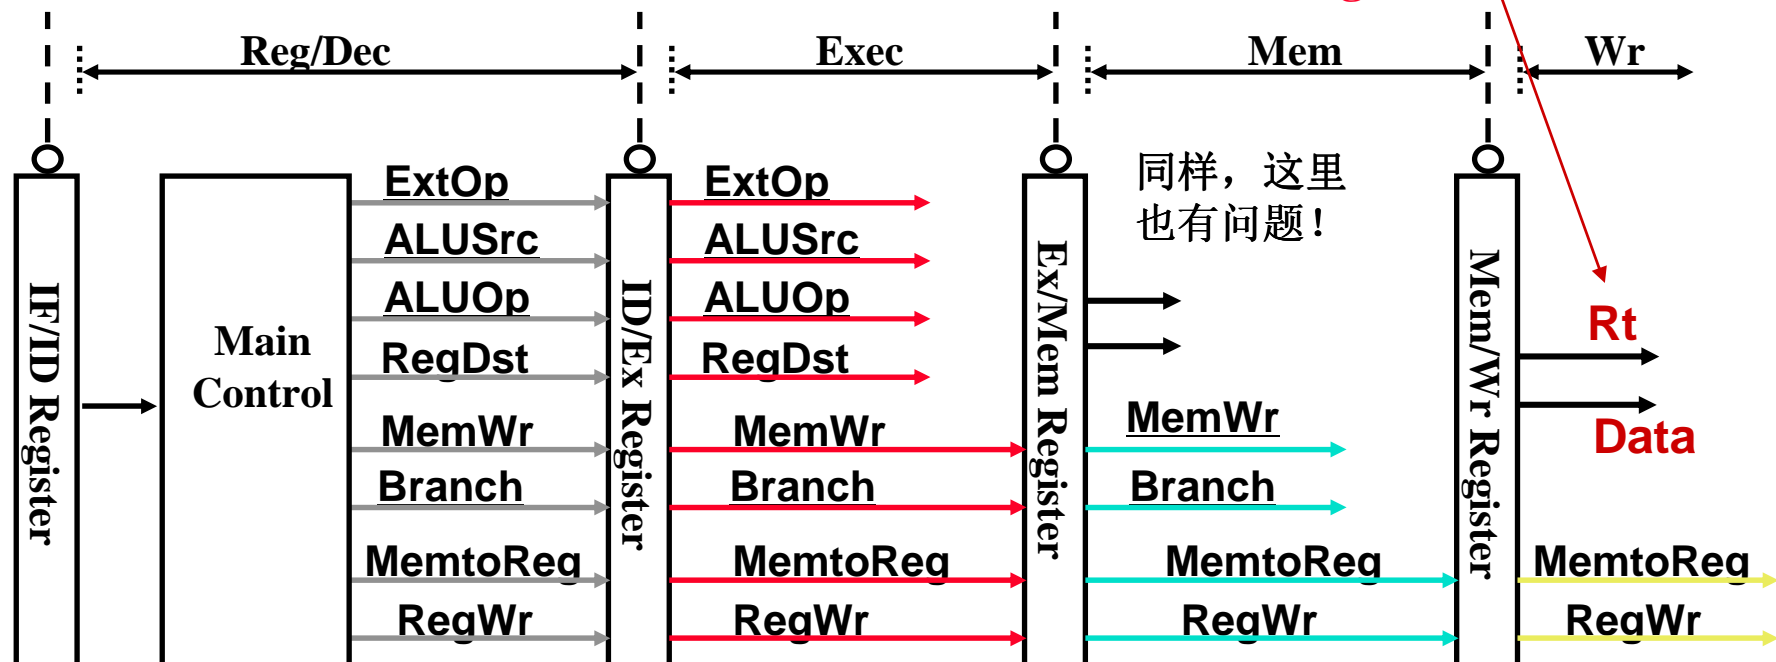 Reg/Dec
Exec
Mem
Wr
同样，这里
也有问题！
IF/ID Register
Main
Control
ExtOp
ALUSrc
ALUOp
RegDst
MemWr
Branch
MemtoReg
RegWr
ID/Ex Register
ExtOp
ALUSrc
ALUOp
RegDst
MemWr
Branch
MemtoReg
RegWr
Ex/Mem Register
MemWr
Branch
MemtoReg
RegWr
Mem/Wr Register
Rt
Data
MemtoReg
RegWr